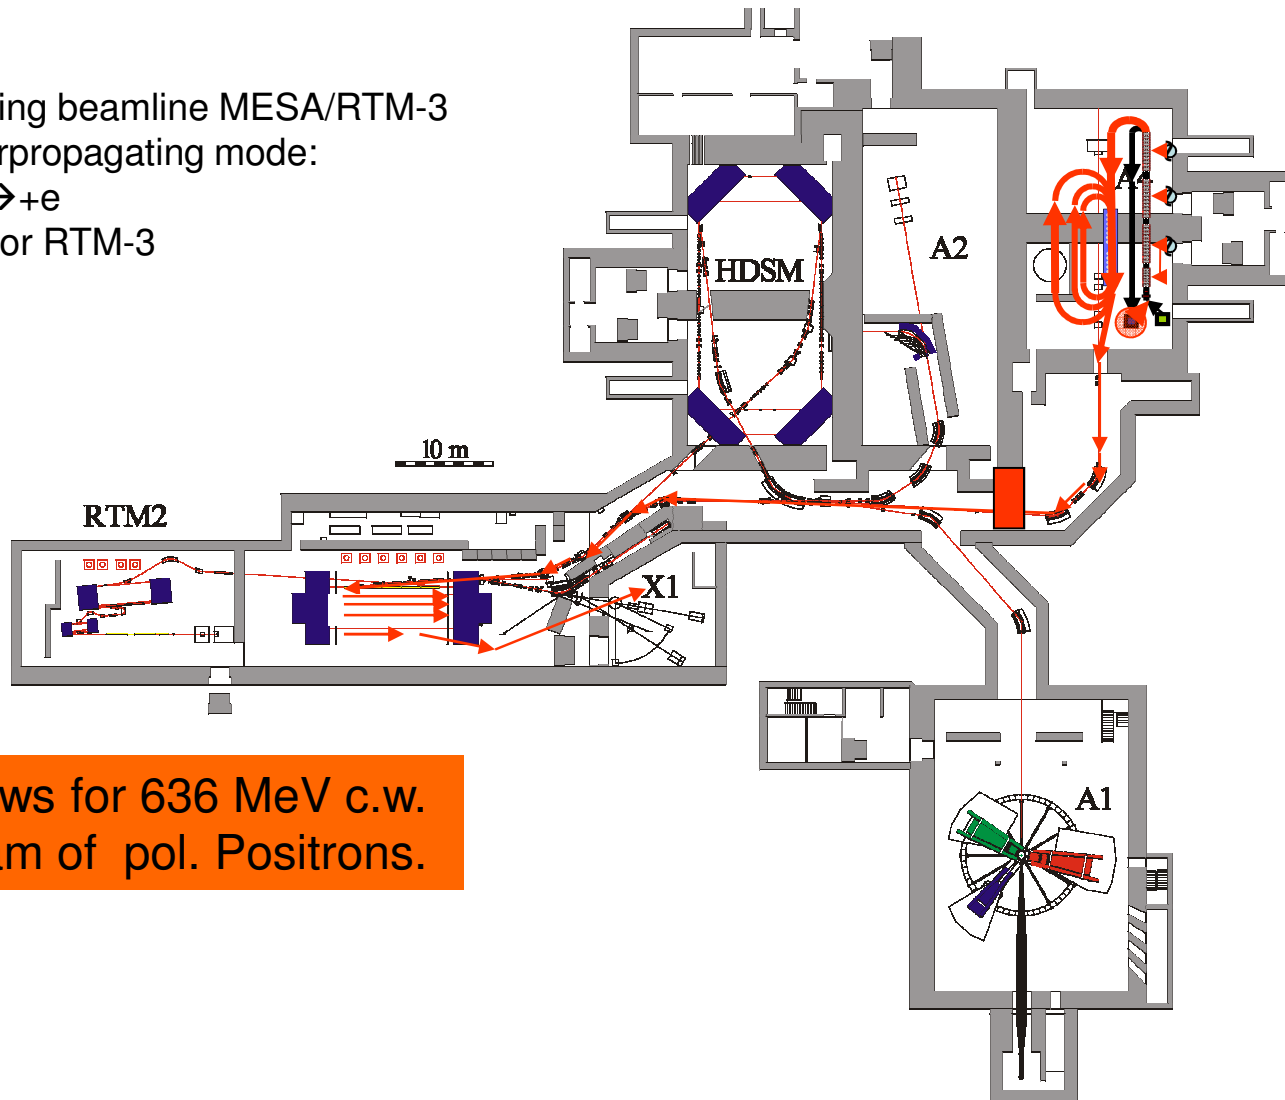 ing beamline MESA/RTM-3
rpropagating mode:
→+e
or RTM-3
HDSM
A2
10 m
RTM2
X1
ws for 636 MeV c.w.
am of pol. Positrons.
A1